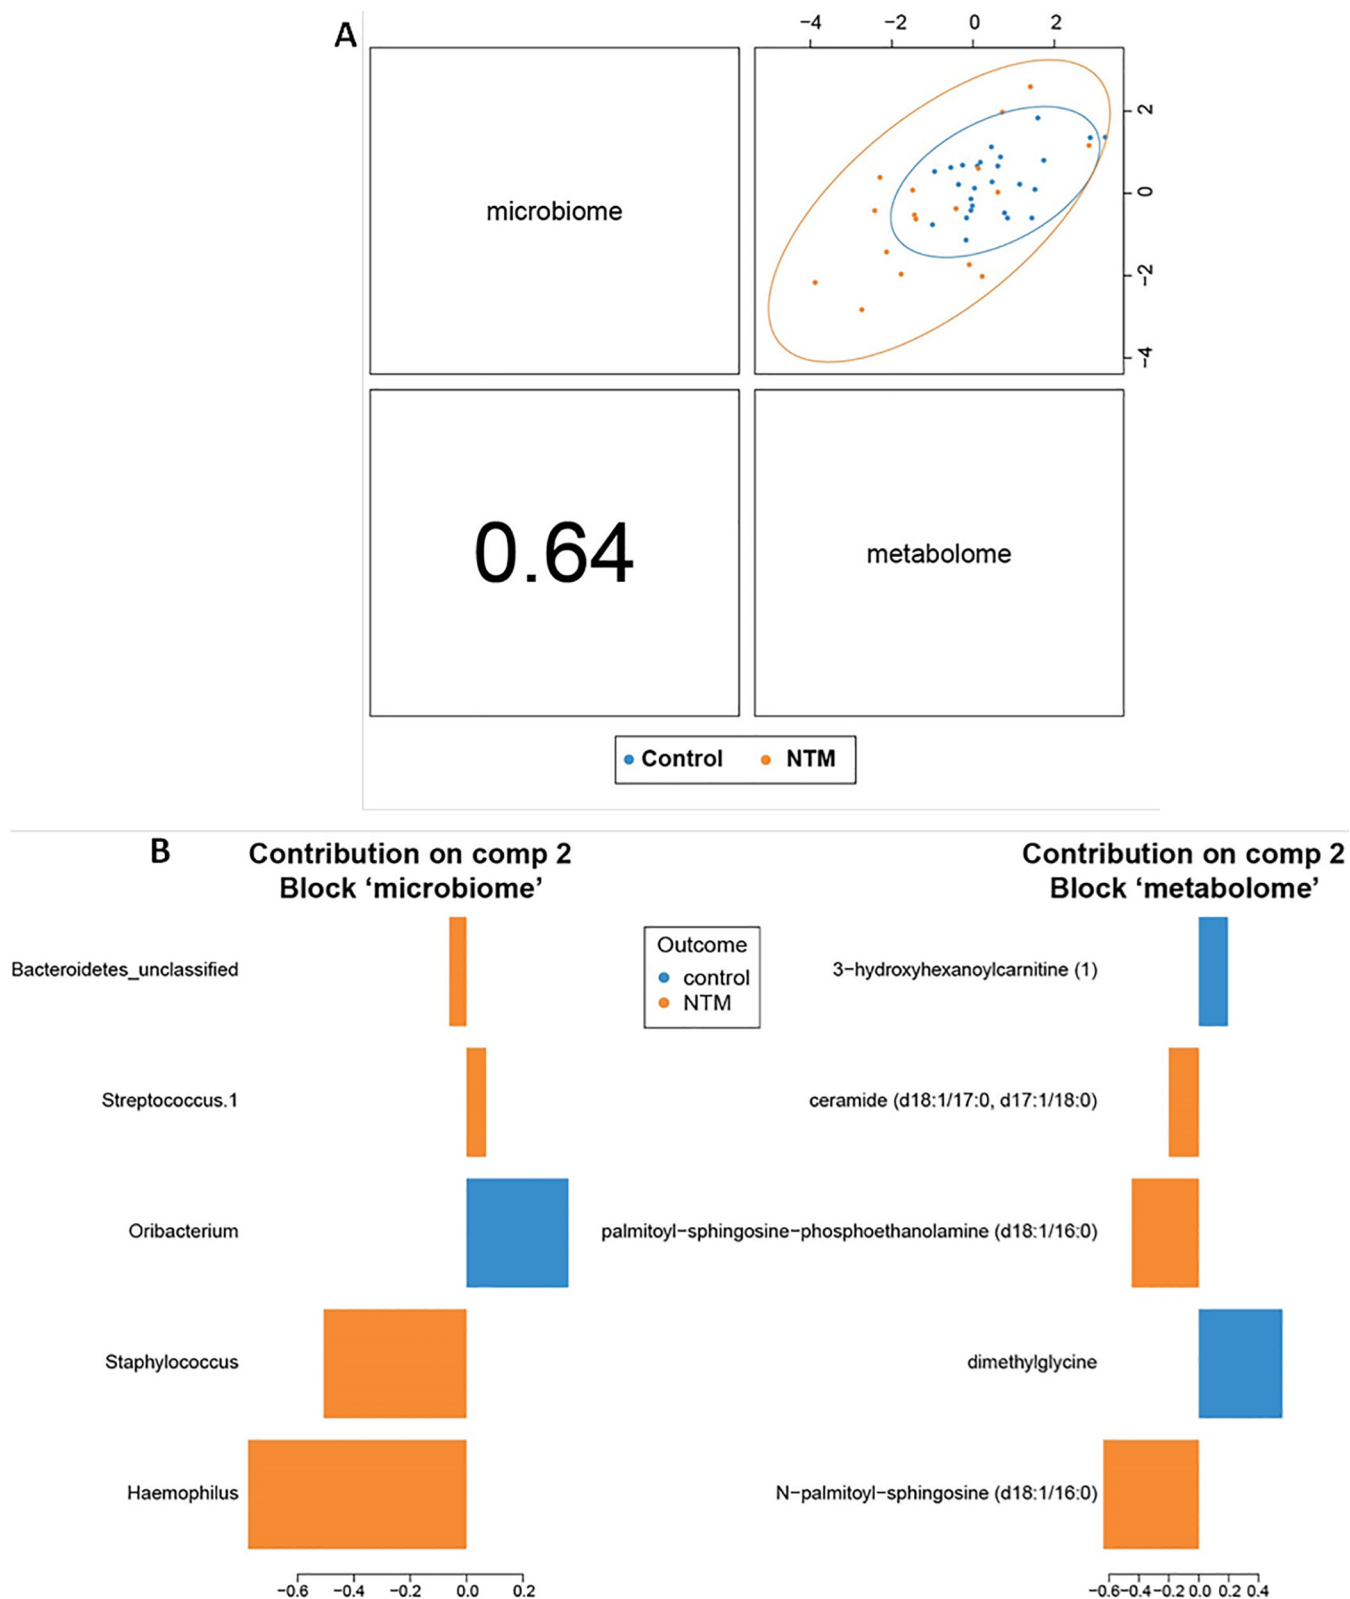 A
−4 −2 0 2
microbiome
2
0
−2
−4
0.64
metabolome
Control NTM
B
Contribution on comp 2
Block ‘microbiome’
Contribution on comp 2
Block ‘metabolome’
Outcome
control
NTM
Bacteroidetes_unclassified
Streptococcus.1
Oribacterium
Staphylococcus
Haemophilus
−0.6 −0.4 −0.2 0.0 0.2
3−hydroxyhexanoylcarnitine (1)
ceramide (d18:1/17:0, d17:1/18:0)
palmitoyl−sphingosine−phosphoethanolamine (d18:1/16:0)
dimethylglycine
N−palmitoyl−sphingosine (d18:1/16:0)
−0.6 −0.4 −0.2 0.0 0.2 0.4